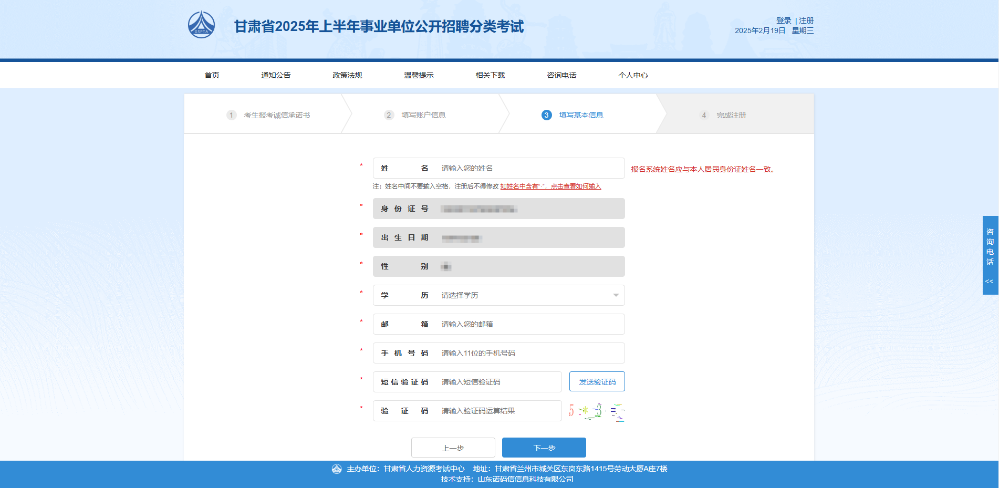 GSPTA
甘肃省2025年上半年事业单位公开招聘分类考试
登录 | 注册
2025年2月19日 星期三
首页 通知公告 政策法规 温馨提示 相关下载 咨询电话 个人中心
1 考生报考诚信承诺书 2 填写账户信息 3 填写基本信息 4 完成注册
* 姓名 请输入您的姓名 报名系统姓名应与本人居民身份证姓名一致。
注：姓名中间不要输入空格，注册后不得修改 如姓名中含有“·”，点击查看如何输入
* 身份证号
* 出生日期
* 性别
* 学历 请选择学历
* 邮箱 请输入您的邮箱
* 手机号码 请输入11位的手机号码
* 短信验证码 请输入短信验证码 发送验证码
* 验证码 请输入验证码运算结果 5 * 3 =
上一步 下一步
咨询电话 <<
主办单位：甘肃省人力资源考试中心 地址：甘肃省兰州市城关区东岗东路1415号劳动大厦A座7楼
技术支持：山东诺码信信息科技有限公司